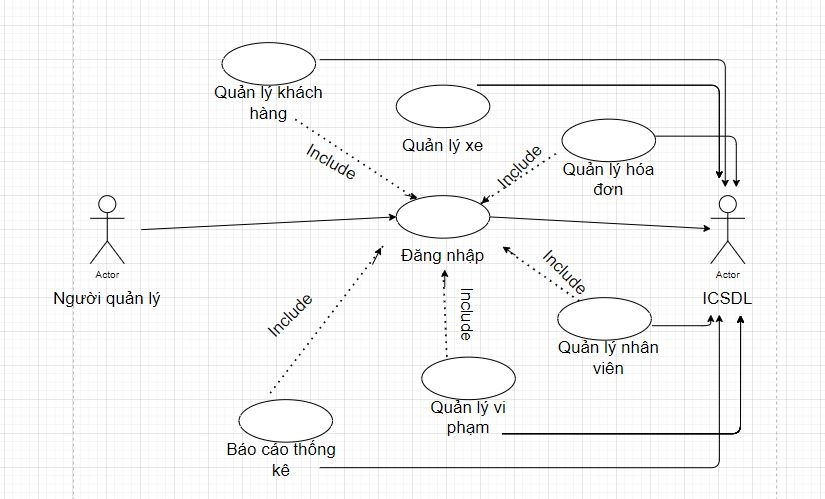 Quản lý khách
hàng
Quản lý xe
Include
Include
Quản lý hóa
đơn
Actor
Người quản lý
Đăng nhập
Actor
ICSDL
Include
Include
Include
Quản lý nhân
viên
Quản lý vi
phạm
Báo cáo thống
kê